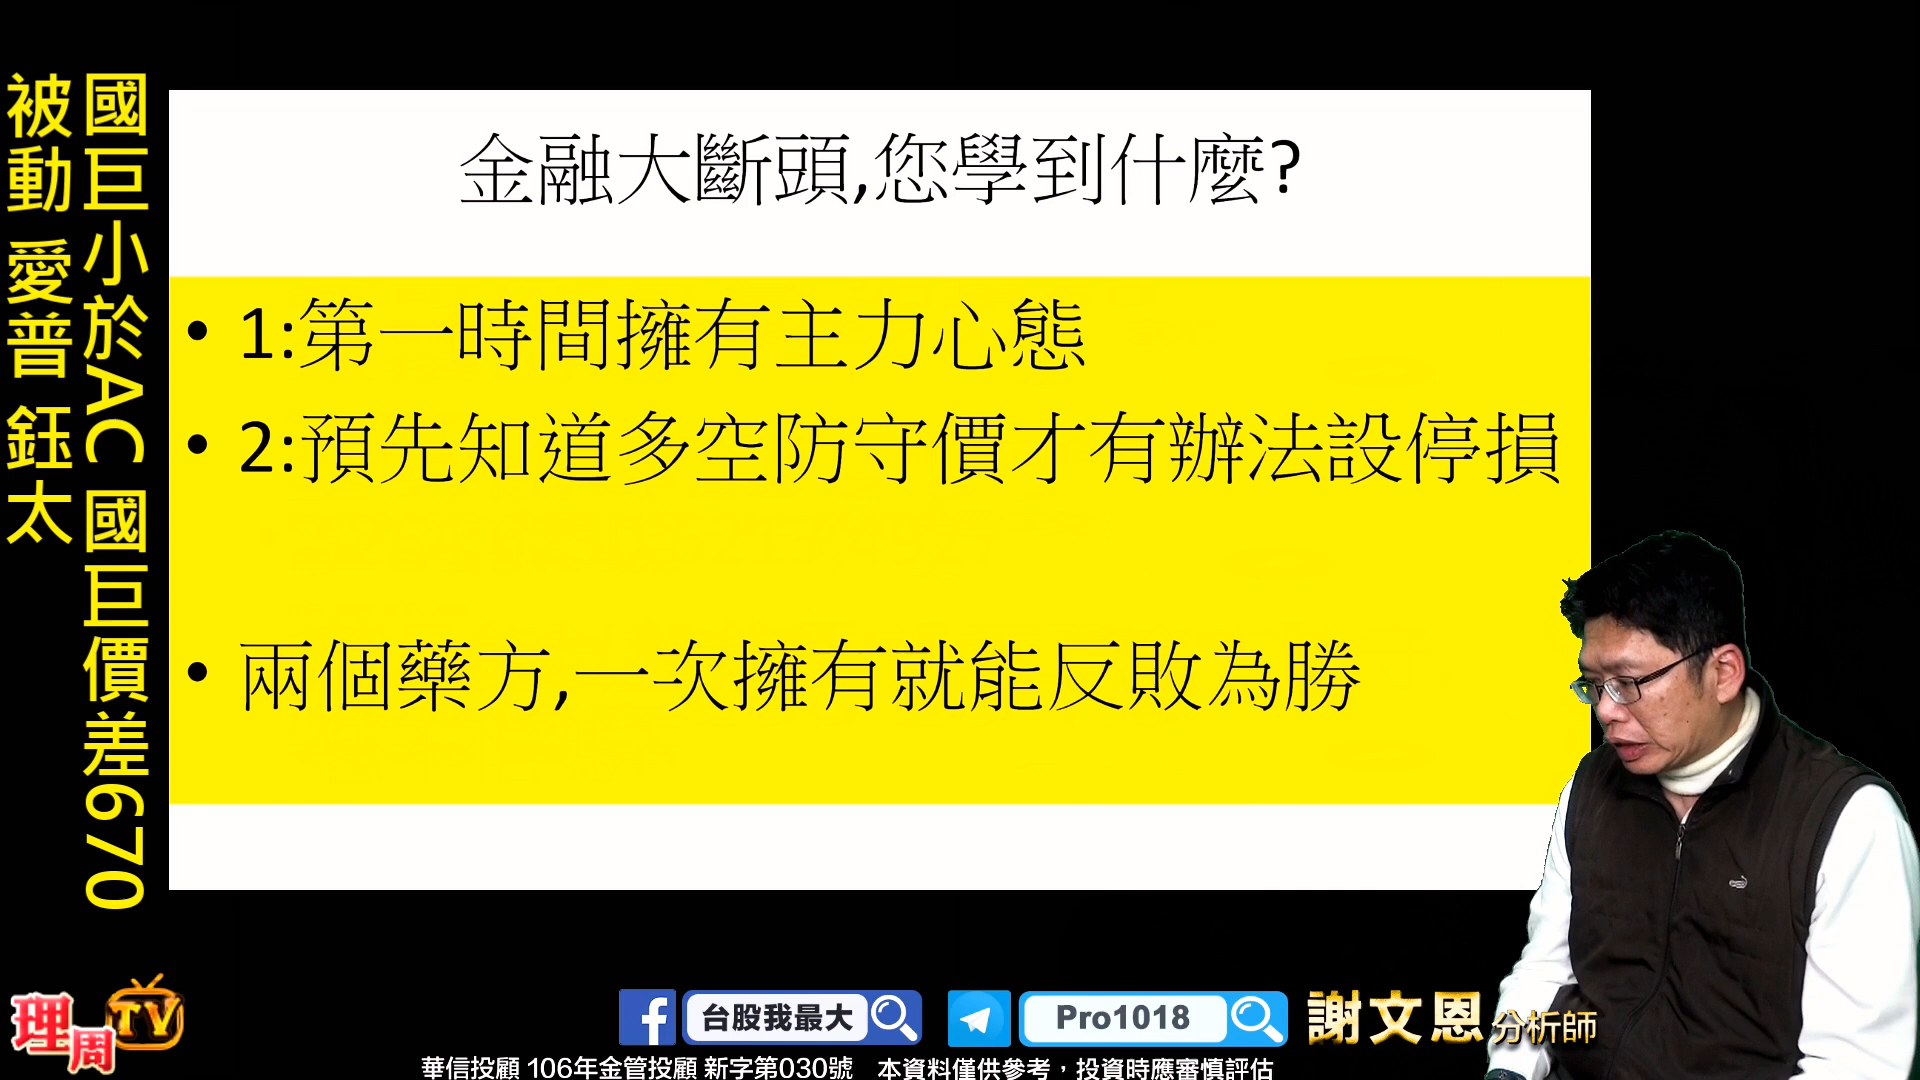 國巨小於AC 國巨價差670
被動 愛普 鈺太
金融大斷頭,您學到什麼?
• 1:第一時間擁有主力心態
• 2:預先知道多空防守價才有辦法設停損
• 兩個藥方,一次擁有就能反敗為勝
理周TV
台股我最大
Pro1018
謝文恩 分析師
華信投顧 106年金管投顧 新字第030號 本資料僅供參考,投資時應審慎評估